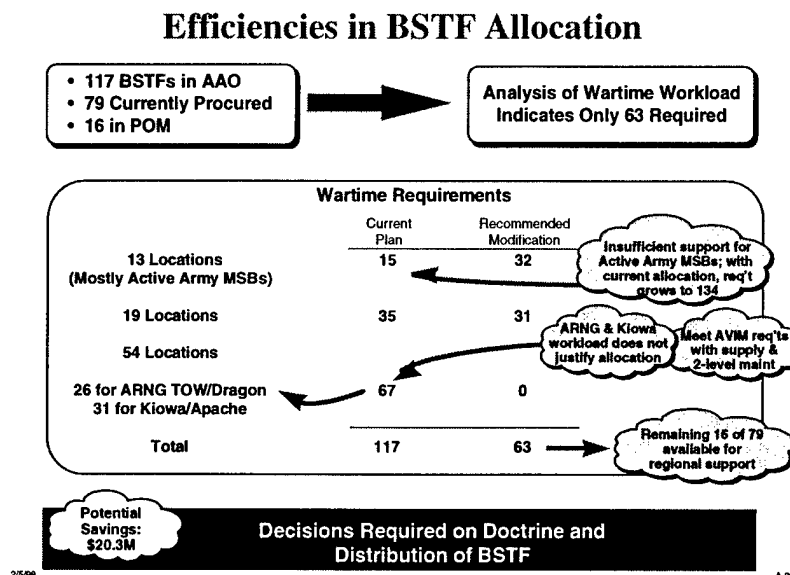 Efficiencies in BSTF Allocation
• 117 BSTFs in AAO
• 79 Currently Procured
• 16 in POM
Analysis of Wartime Workload
Indicates Only 63 Required
Wartime Requirements
Current
Plan
Recommended
Modification
13 Locations
(Mostly Active Army MSBs)
15
32
Insufficient support for
Active Army MSBs; with
current allocation, req't
grows to 134
19 Locations
35
31
ARNG & Kiowa
workload does not
justify allocation
Meet AVIM req'ts
with supply &
2-level maint
54 Locations
26 for ARNG TOW/Dragon
31 for Kiowa/Apache
67
0
Total
117
63
Remaining 16 of 79
available for
regional support
Potential
Savings:
$20.3M
Decisions Required on Doctrine and
Distribution of BSTF